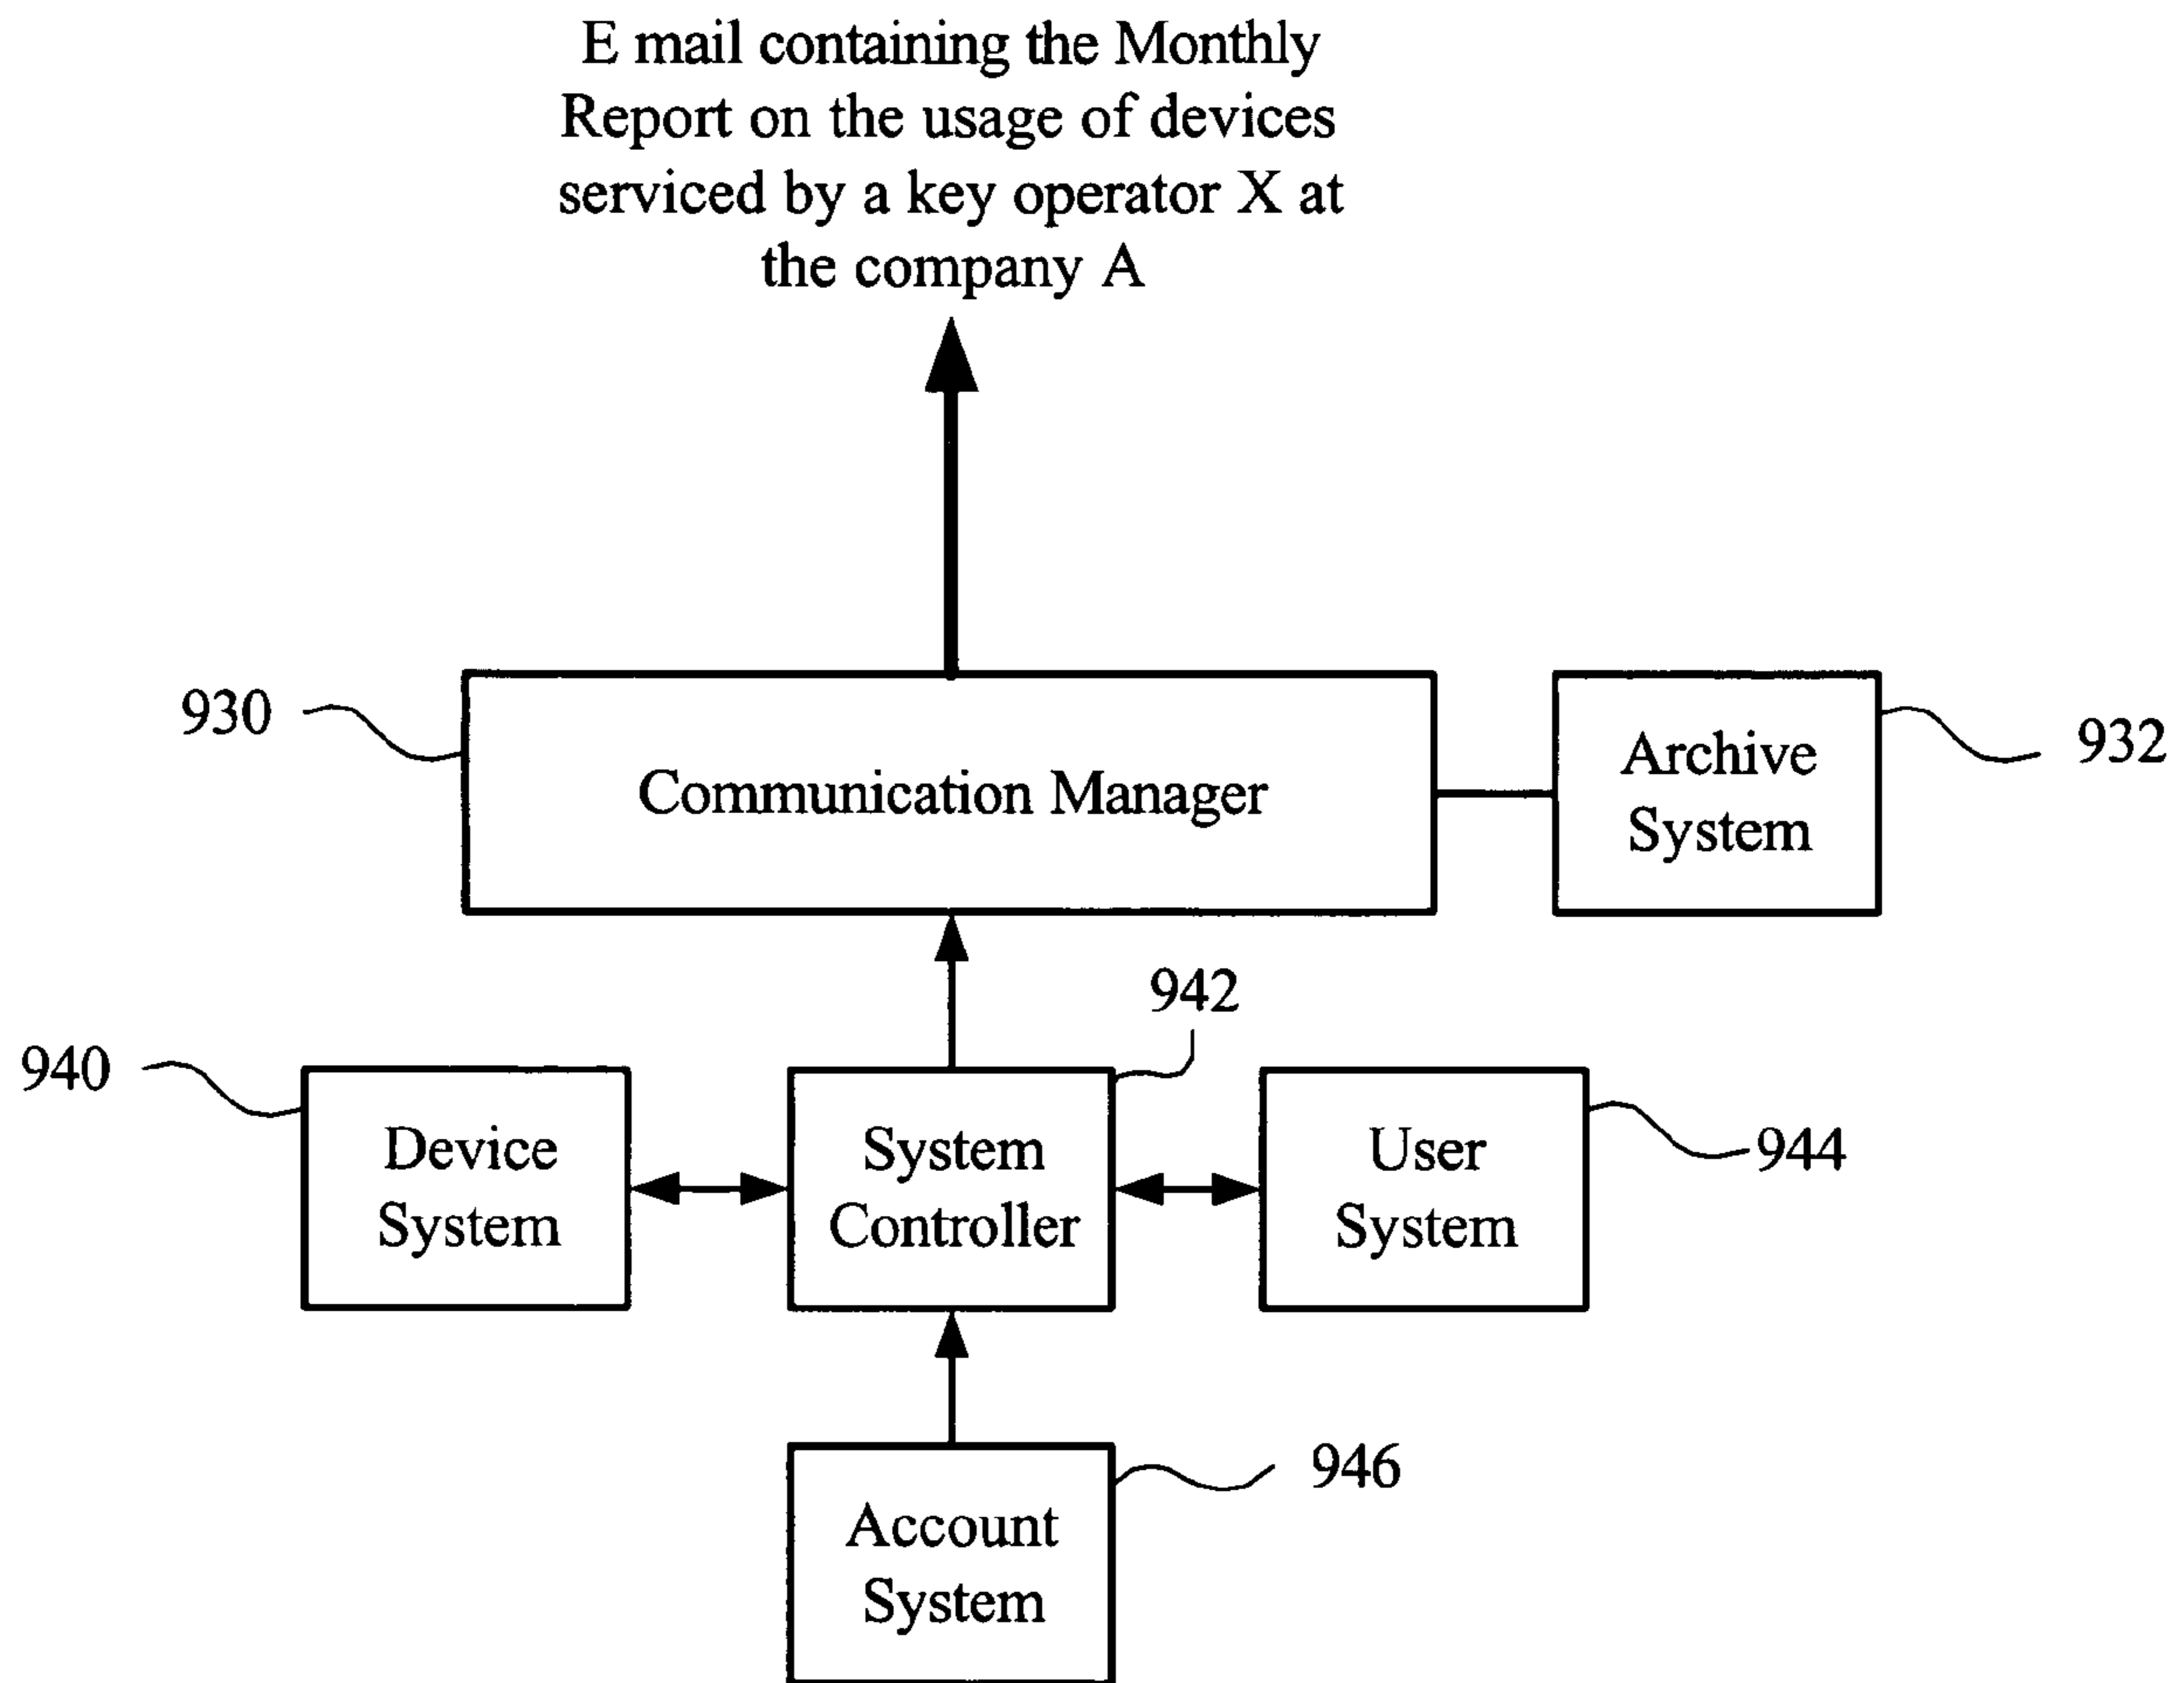 E mail containing the Monthly
Report on the usage of devices
serviced by a key operator X at
the company A
930
Communication Manager
Archive
System
932
942
940
Device
System
System
Controller
User
System
944
946
Account
System